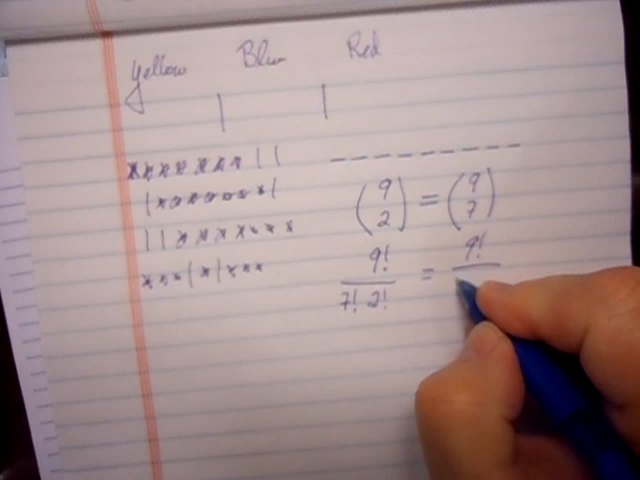 Yellow Blue Red
| |
xxxxxxx|| _ _ _ _ _ _ _ _ _
|xxxxxxx| (9 2) = (9 7)
||xxxxxxx
xxx|x|xxx 9!/7! 2! = 9!/